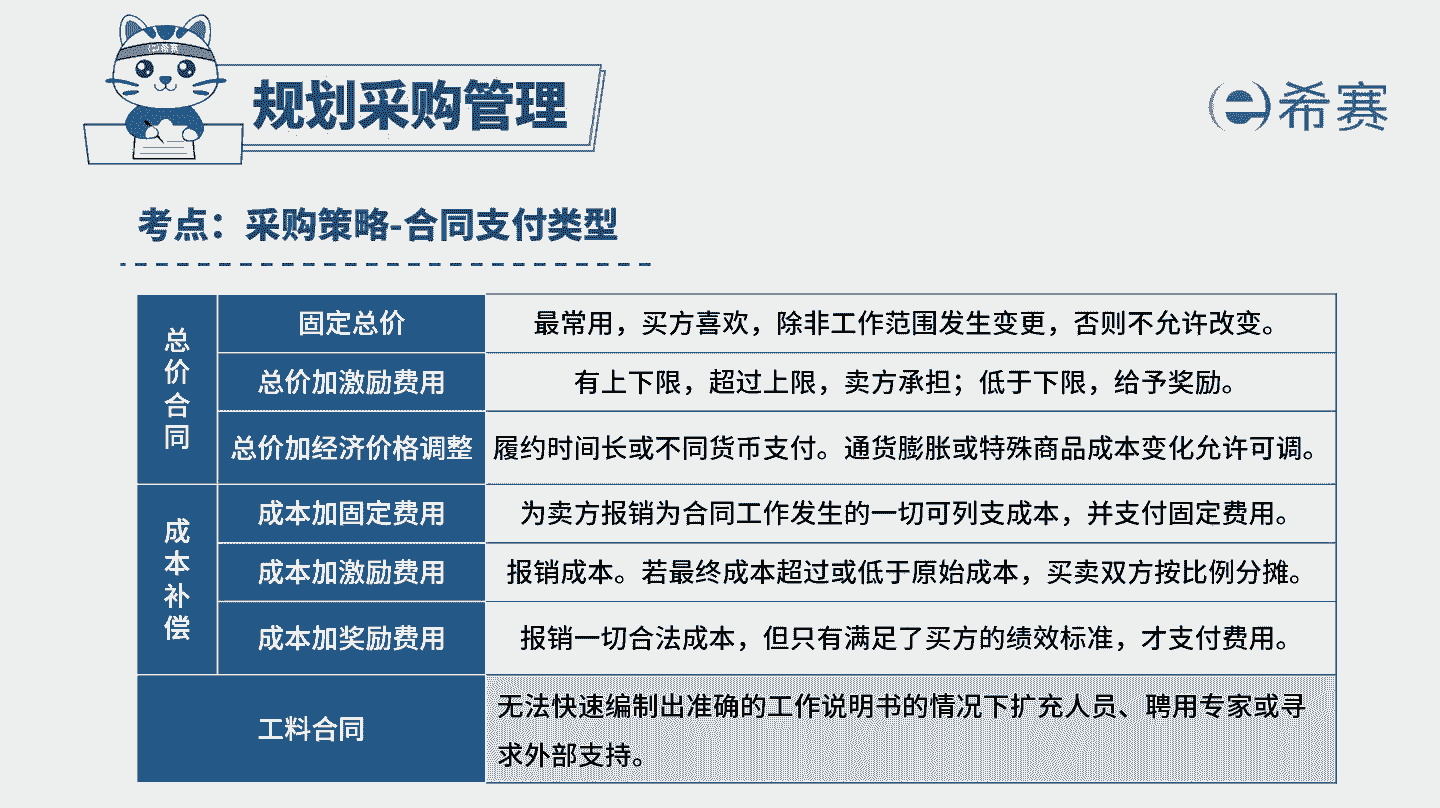 希赛
规划采购管理
希赛
考点：采购策略-合同支付类型
总价合同
固定总价
最常用，买方喜欢，除非工作范围发生变更，否则不允许改变。
总价加激励费用
有上下限，超过上限，卖方承担；低于下限，给予奖励。
总价加经济价格调整
履约时间长或不同货币支付。通货膨胀或特殊商品成本变化允许可调。
成本补偿
成本加固定费用
为卖方报销为合同工作发生的一切可列支成本，并支付固定费用。
成本加激励费用
报销成本。若最终成本超过或低于原始成本，买卖双方按比例分摊。
成本加奖励费用
报销一切合法成本，但只有满足了买方的绩效标准，才支付费用。
工料合同
无法快速编制出准确的工作说明书的情况下扩充人员、聘用专家或寻
求外部支持。